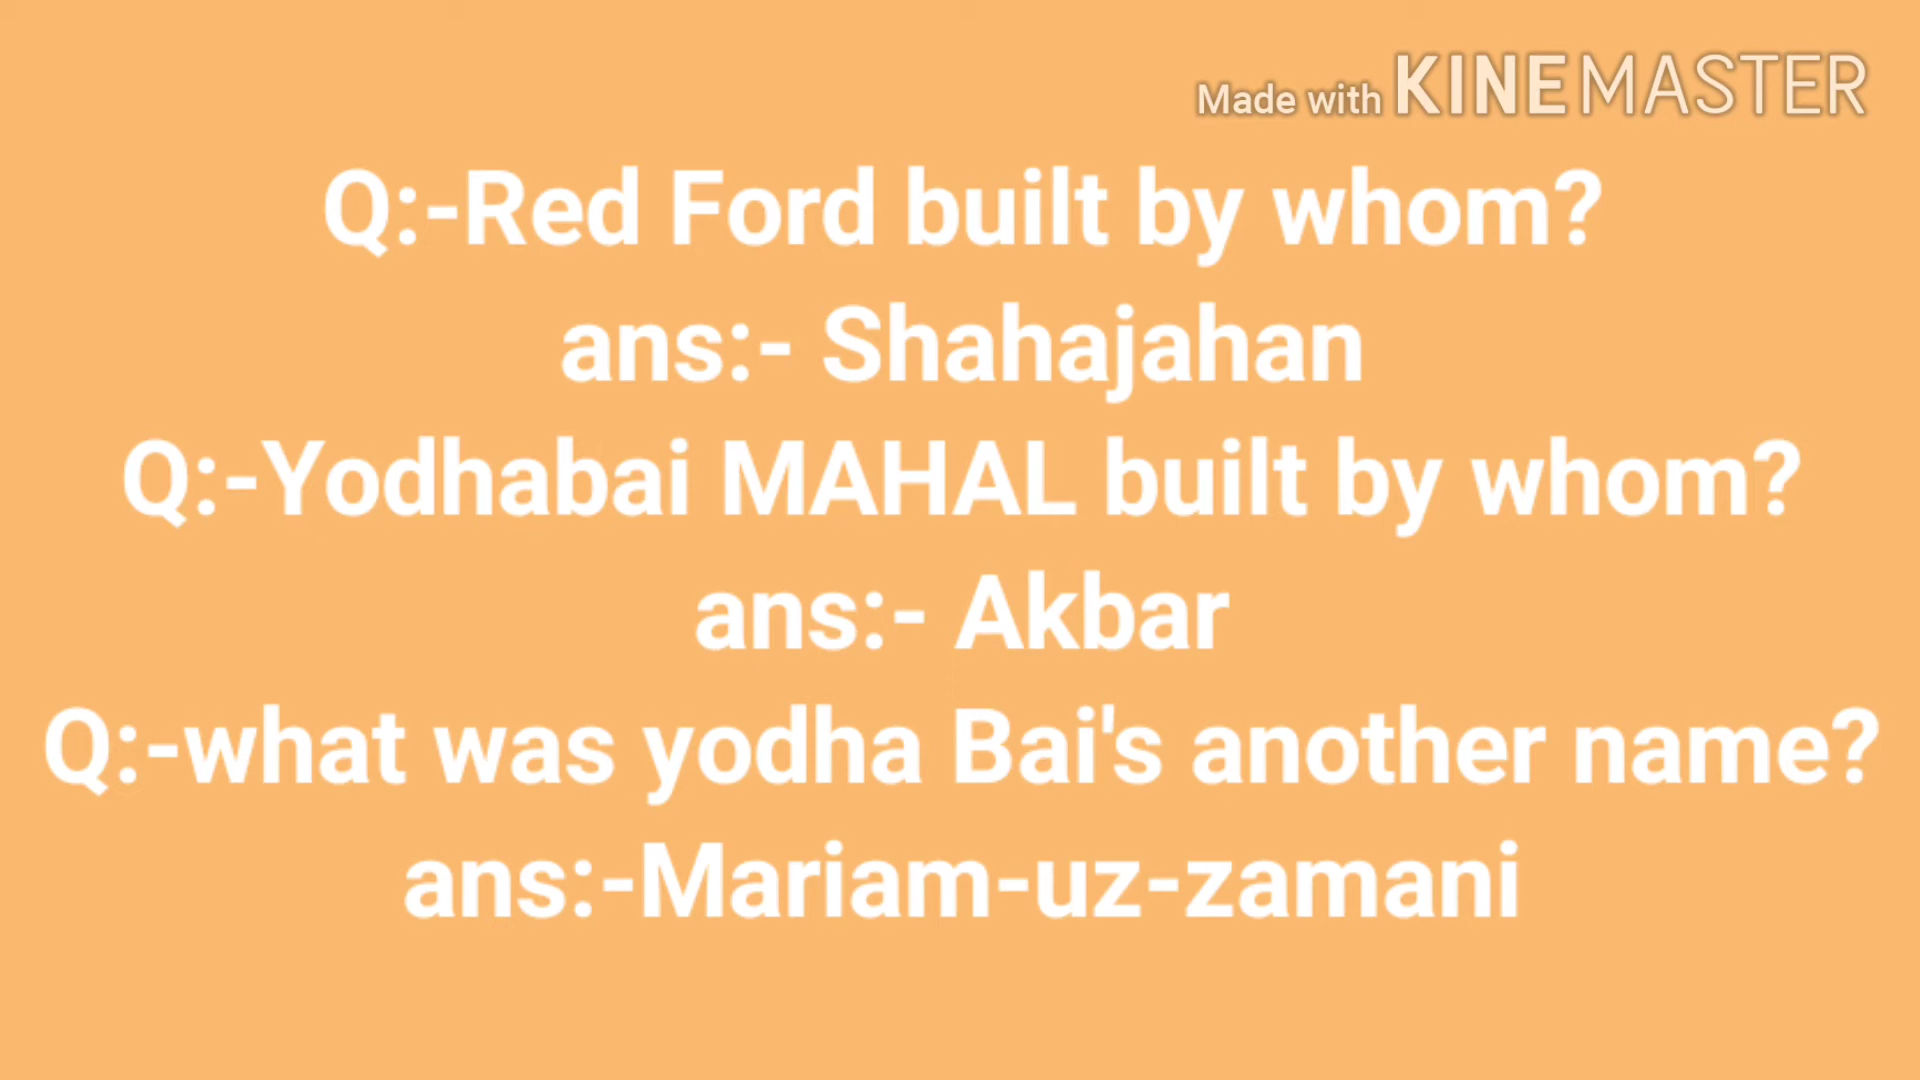 Made with KINEMASTER
Q:-Red Ford built by whom?
ans:- Shahajahan
Q:-Yodhabai MAHAL built by whom?
ans:- Akbar
Q:-what was yodha Bai's another name?
ans:-Mariam-uz-zamani